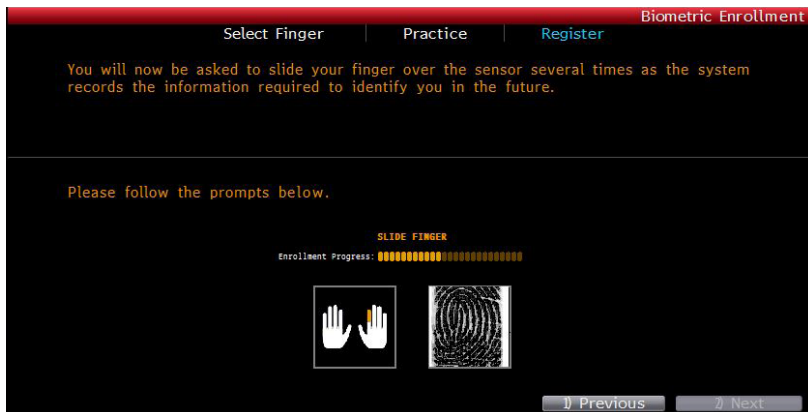 Biometric Enrollment
Select Finger Practice Register
You will now be asked to slide your finger over the sensor several times as the system
records the information required to identify you in the future.
Please follow the prompts below.
SLIDE FINGER
Enrollment Progress:
1) Previous 2) Next